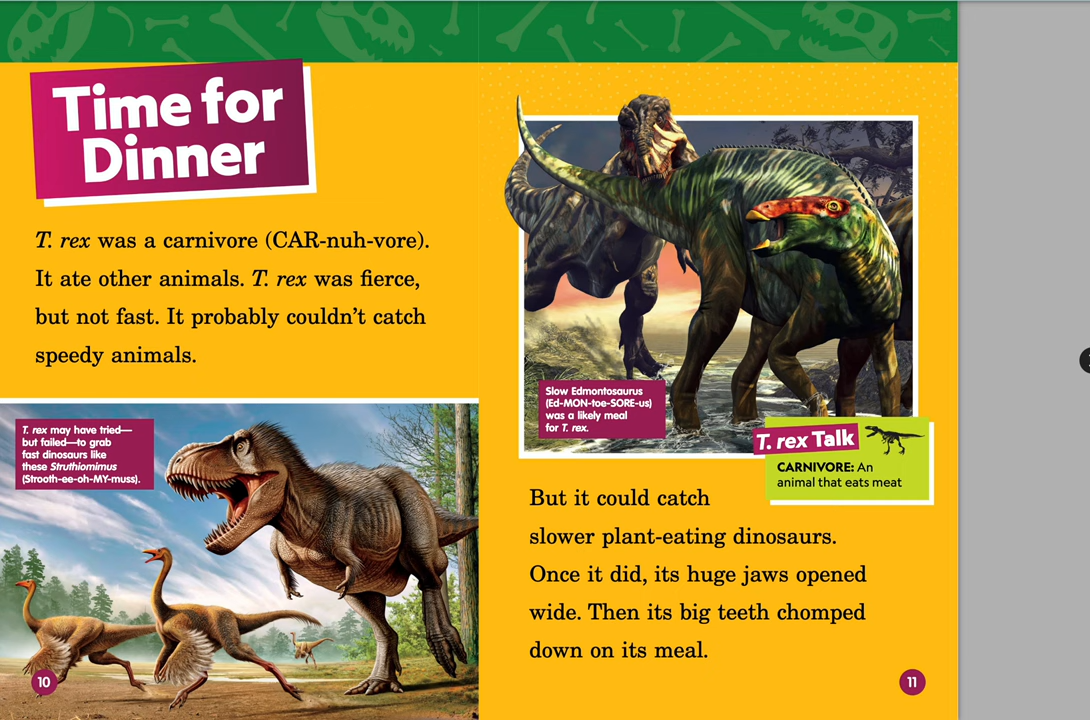 Time for
Dinner
T. rex was a carnivore (CAR-nuh-vore).
It ate other animals. T. rex was fierce,
but not fast. It probably couldn't catch
speedy animals.
T. rex may have tried—
but failed—to grab
fast dinosaurs like
these Struthiomimus
(Strooth-ee-oh-MY-muss).
10
Slow Edmontosaurus
(Ed-MON-toe-SORE-us)
was a likely meal
for T. rex.
T. rex Talk
CARNIVORE: An
animal that eats meat
But it could catch
slower plant-eating dinosaurs.
Once it did, its huge jaws opened
wide. Then its big teeth chomped
down on its meal.
11